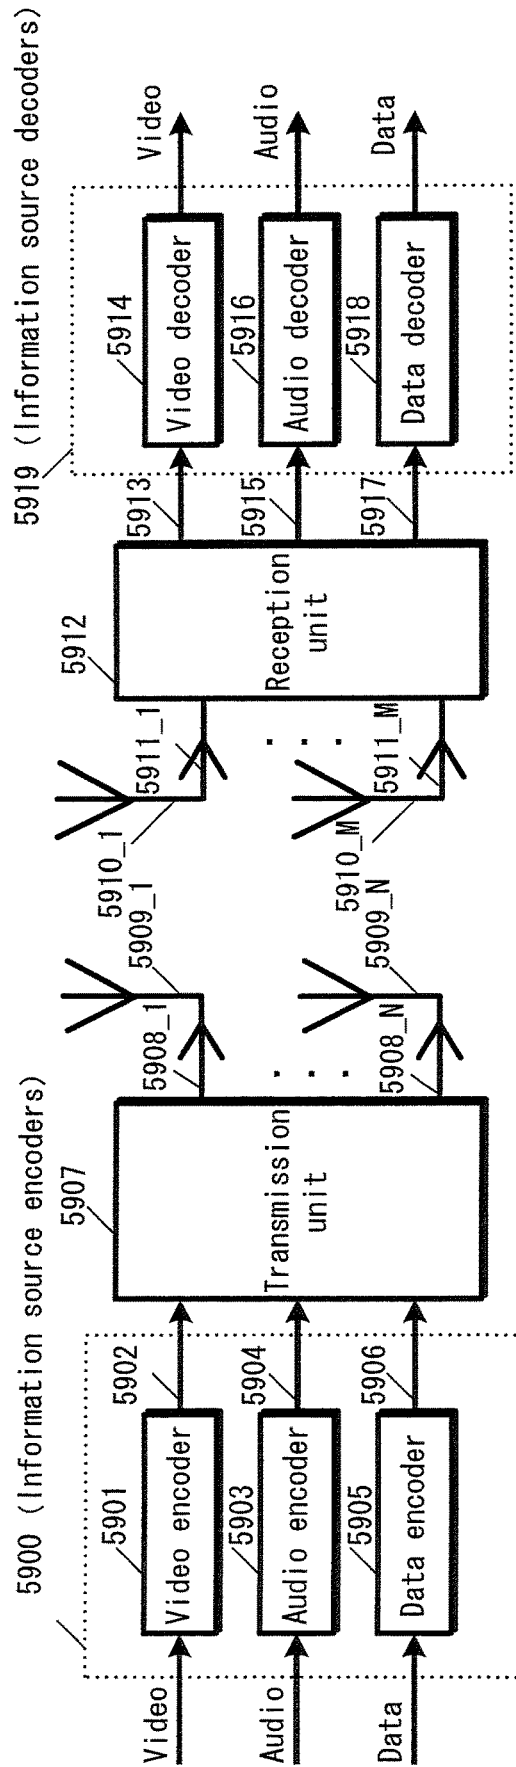 5900 (Information source encoders)
Video
5901
Video encoder
5902
Audio
5903
Audio encoder
5904
Data
5905
Data encoder
5906
5907
Transmission
unit
5908_1
5909_1
. . .
5908_N
5909_N
5910_1
5911_1
. . .
5910_M
5911_M
5912
Reception
unit
5919 (Information source decoders)
5913
5914
Video decoder
Video
5915
5916
Audio decoder
Audio
5917
5918
Data decoder
Data